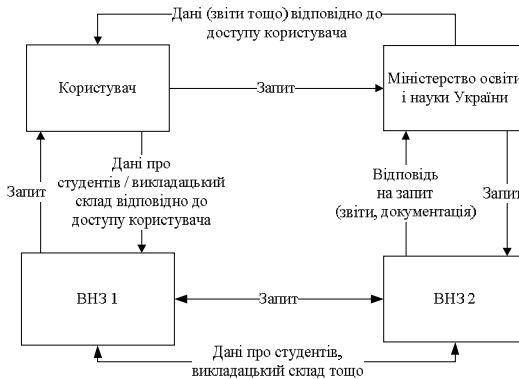 Дані (звіти тощо) відповідно до
доступу користувача
Користувач
Запит
Міністерство освіти
і науки України
Запит
Дані про
студентів / викладацький
склад відповідно до
доступу користувача
Відповідь
на запит
(звіти, документація)
Запит
ВНЗ 1
Запит
ВНЗ 2
Дані про студентів,
викладацький склад тощо